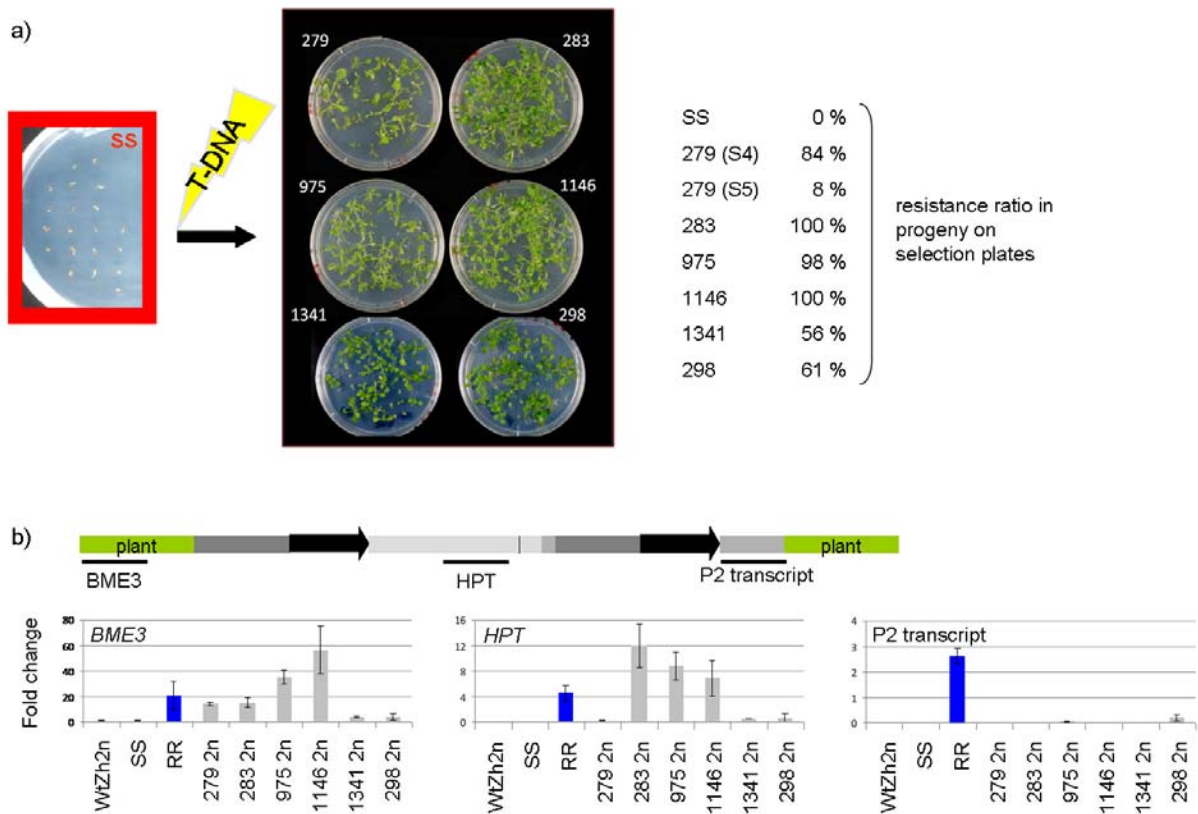 a)
SS
T-DNA
279
283
975
1146
1341
298
SS 0 %
279 (S4) 84 %
279 (S5) 8 %
283 100 %
975 98 %
1146 100 %
1341 56 %
298 61 %
resistance ratio in
progeny on
selection plates
b)
plant
plant
BME3
HPT
P2 transcript
Fold change
BME3
80
60
40
20
0
WtZh2n
SS
RR
279 2n
283 2n
975 2n
1146 2n
1341 2n
298 2n
HPT
16
12
8
4
0
WtZh2n
SS
RR
279 2n
283 2n
975 2n
1146 2n
1341 2n
298 2n
P2 transcript
4
3
2
1
0
WtZh2n
SS
RR
279 2n
283 2n
975 2n
1146 2n
1341 2n
298 2n